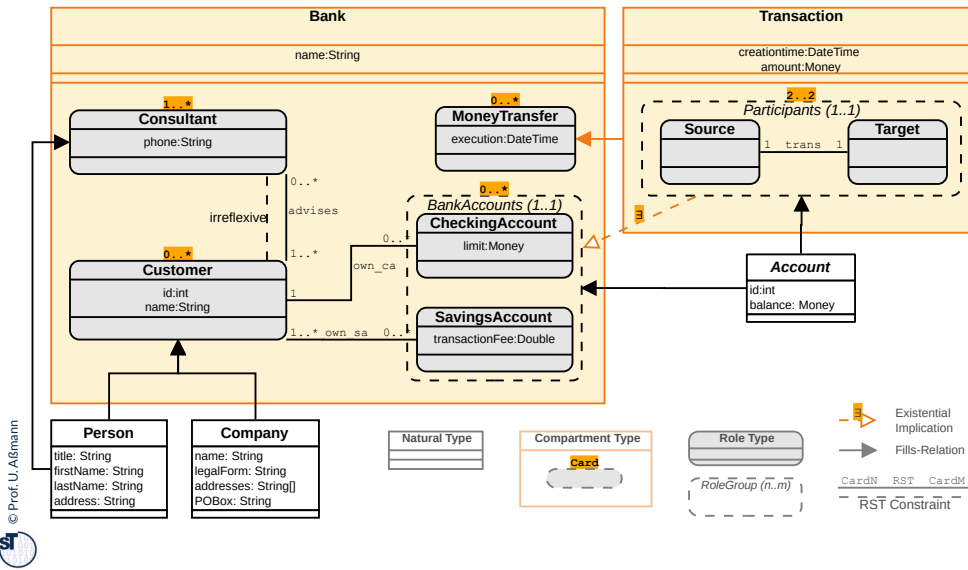 Bank
name:String
Transaction
creationtime:DateTime
amount:Money
1..*
Consultant
phone:String
0..*
MoneyTransfer
execution:DateTime
2..2
Participants (1..1)
Source
Target
1 trans 1
0..*
advises
1..*
irreflexive
0..*
BankAccounts (1..1)
CheckingAccount
limit:Money
∃
0..*
Customer
id:int
name:String
0..*
own_ca
1
SavingsAccount
transactionFee:Double
1..* own_sa 0..*
Account
id:int
balance: Money
Person
title: String
firstName: String
lastName: String
address: String
Company
name: String
legalForm: String
addresses: String[]
POBox: String
Natural Type
Compartment Type
Card
Role Type
RoleGroup (n..m)
∃
Existential
Implication
Fills-Relation
CardN RST CardM
RST Constraint
© Prof. U. Aßmann
ST